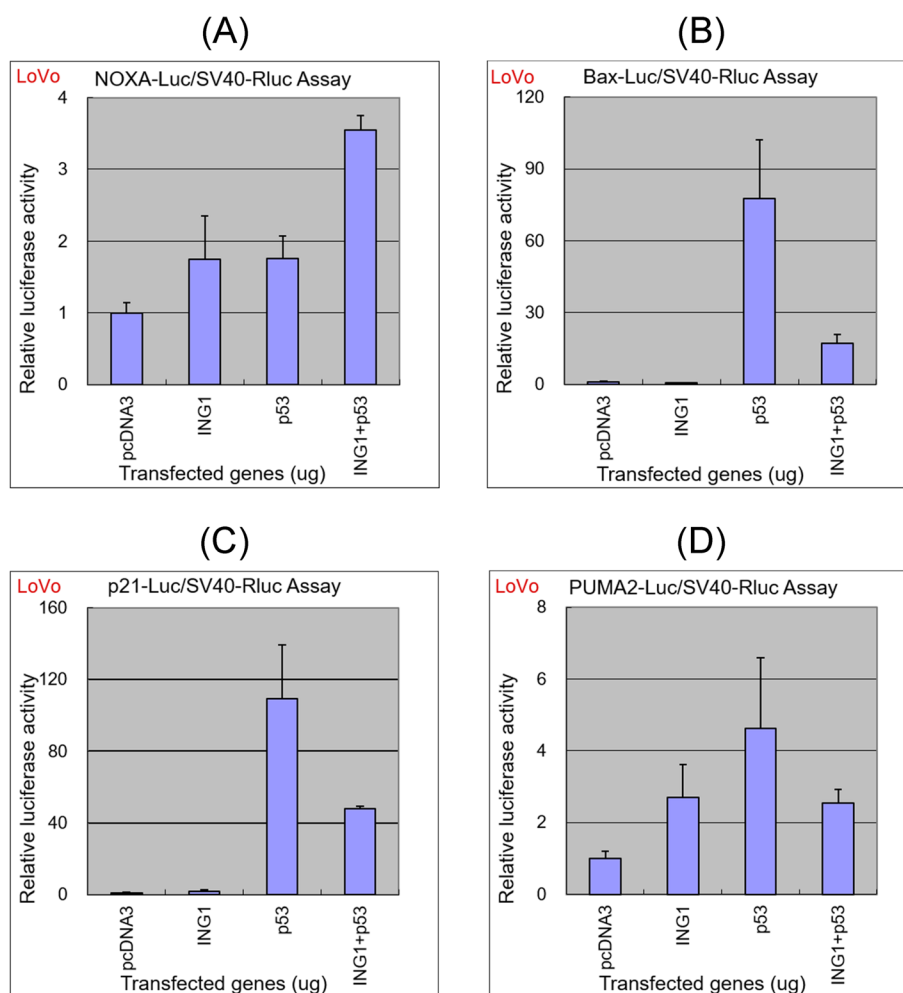 (A)
LoVo NOXA-Luc/SV40-Rluc Assay
Relative luciferase activity
4
3
2
1
0
pcDNA3
ING1
p53
ING1+p53
Transfected genes (ug)
(B)
LoVo Bax-Luc/SV40-Rluc Assay
Relative luciferase activity
120
90
60
30
0
pcDNA3
ING1
p53
ING1+p53
Transfected genes (ug)
(C)
LoVo p21-Luc/SV40-Rluc Assay
Relative luciferase activity
160
120
80
40
0
pcDNA3
ING1
p53
ING1+p53
Transfected genes (ug)
(D)
LoVo PUMA2-Luc/SV40-Rluc Assay
Relative luciferase activity
8
6
4
2
0
pcDNA3
ING1
p53
ING1+p53
Transfected genes (ug)